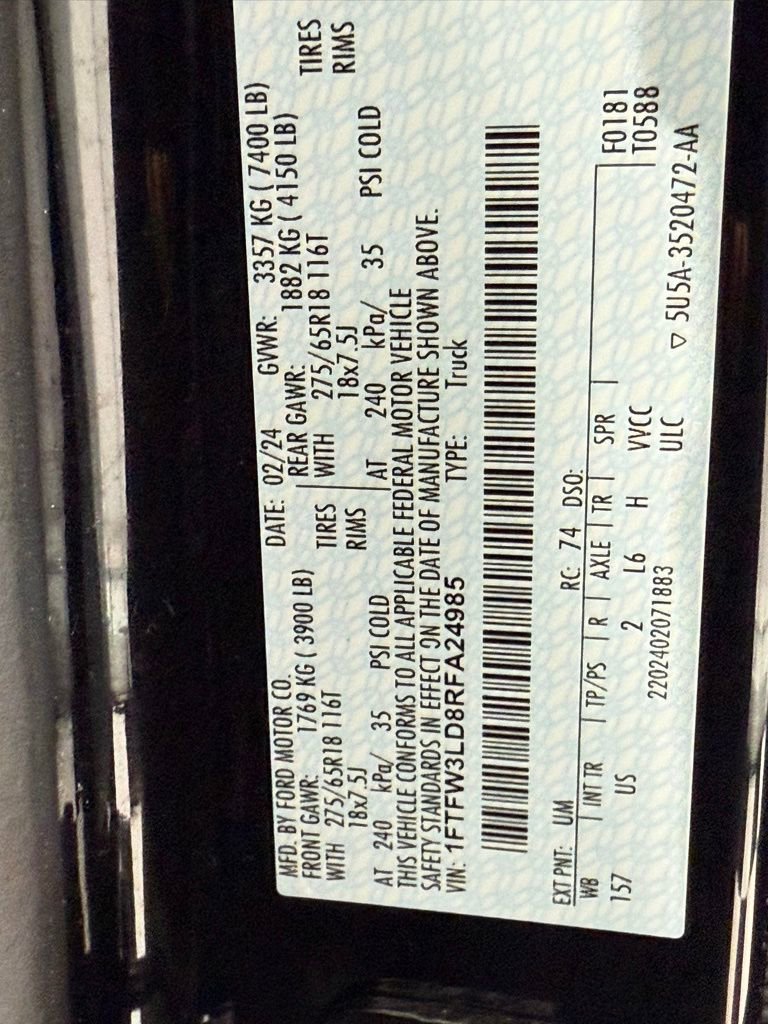 MFD. BY FORD MOTOR CO. DATE: 02/24 GVWR: 3357 KG ( 7400 LB)
FRONT GAWR: 1769 KG ( 3900 LB) REAR GAWR: 1882 KG ( 4150 LB)
WITH 275/65R18 116T TIRES WITH 275/65R18 116T TIRES
18x7.5J RIMS 18x7.5J RIMS
AT 240 kPa/ 35 PSI COLD AT 240 kPa/ 35 PSI COLD
THIS VEHICLE CONFORMS TO ALL APPLICABLE FEDERAL MOTOR VEHICLE
SAFETY STANDARDS IN EFFECT ON THE DATE OF MANUFACTURE SHOWN ABOVE.
VIN: 1FTFW3LD8RFA24985 TYPE: Truck
EXT PNT: UM RC: 74 DSO:
WB INT TR TP/PS R AXLE TR SPR F0181
157 US 2 L6 H VVCC T0588
ULC
2202402071883 ▽ 5U5A-3520472-AA